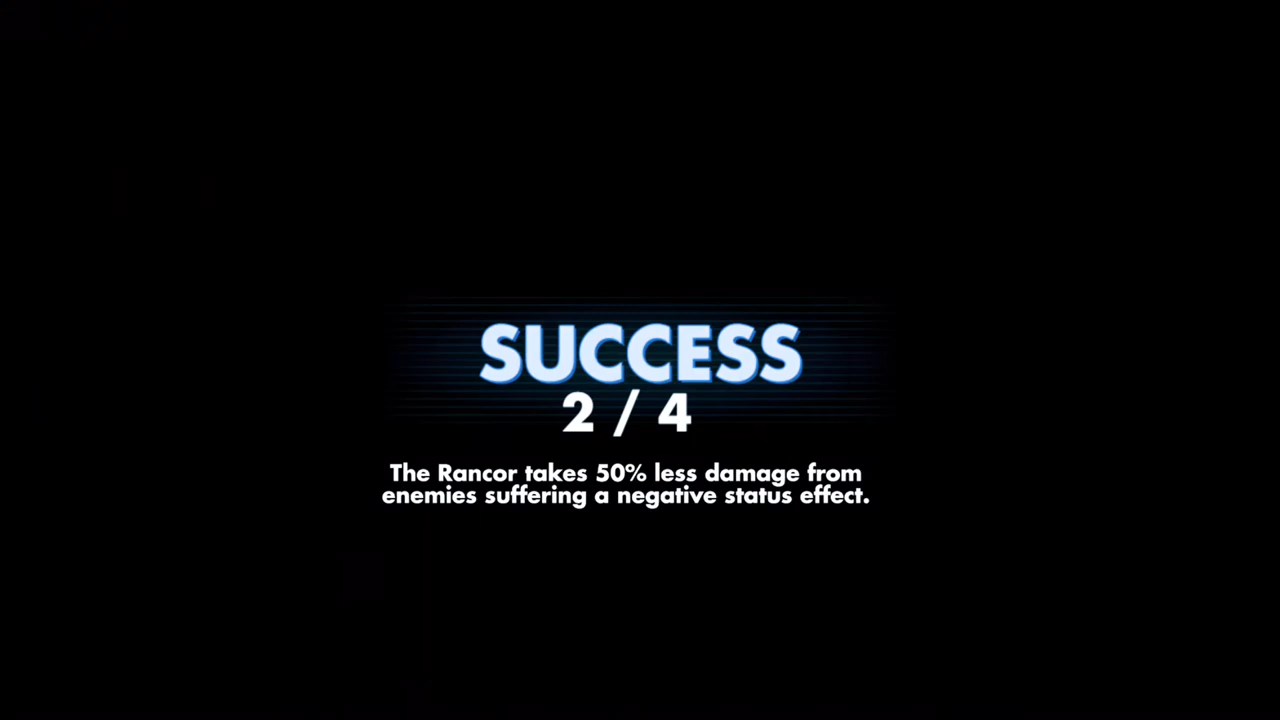 SUCCESS
2 / 4
The Rancor takes 50% less damage from
enemies suffering a negative status effect.